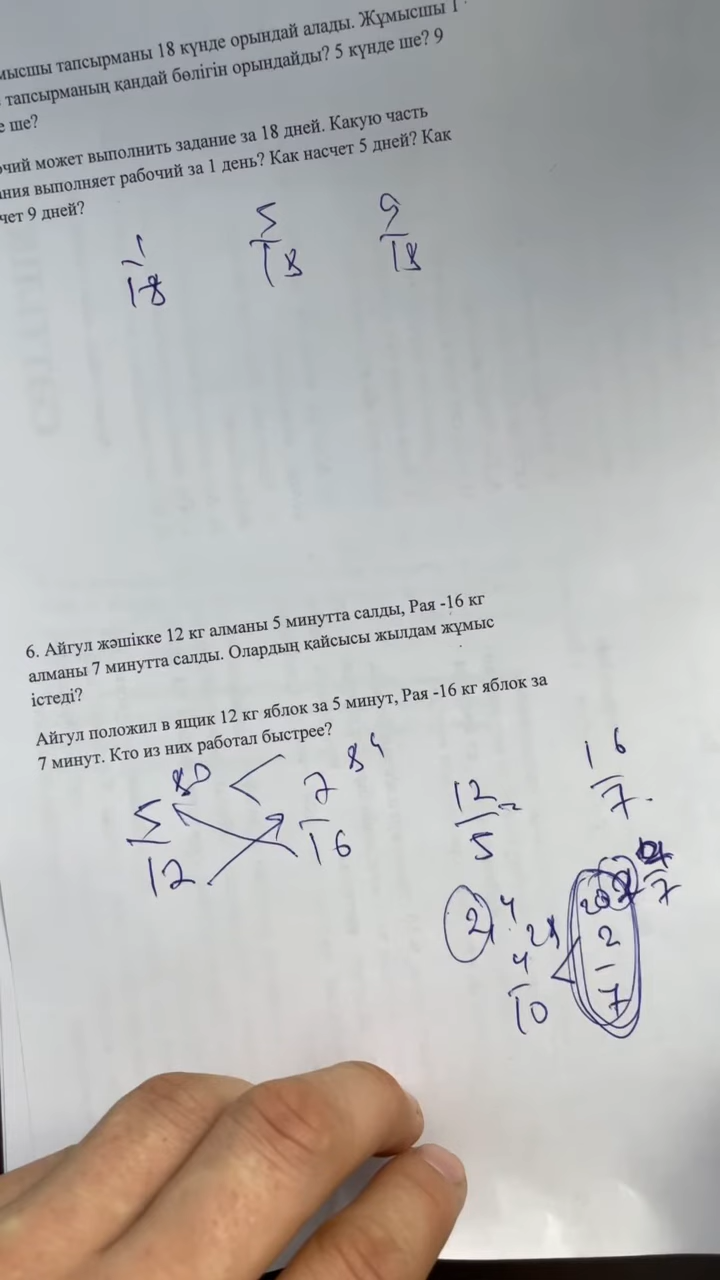 тапсырманы 18 күнде орындай алады. Жұмысшы 1
тапсырманың қандай бөлігін орындайды? 5 күнде ше? 9
ше?
может выполнить задание за 18 дней. Какую часть
выполняет рабочий за 1 день? Как насчет 5 дней? Как
9 дней?
1/18 5/18 9/18
6. Айгул жәшікке 12 кг алманы 5 минутта салды, Рая -16 кг
алманы 7 минутта салды. Олардың қайсысы жылдам жұмыс
істеді?
Айгул положил в ящик 12 кг яблок за 5 минут, Рая -16 кг яблок за
7 минут. Кто из них работал быстрее?
80 < 84
5/12 7/16
12/5 = 16/7
2,4
4/10 < 2/7